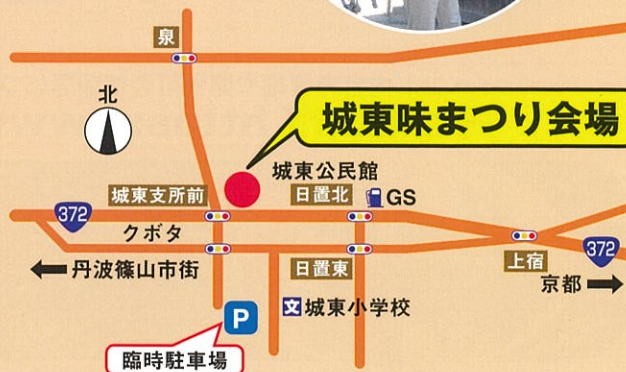 泉
北
城東味まつり会場
城東公民館
城東支所前
日置北
GS
372
クボタ
372
丹波篠山市街
日置東
上宿
京都
P
文
城東小学校
臨時駐車場